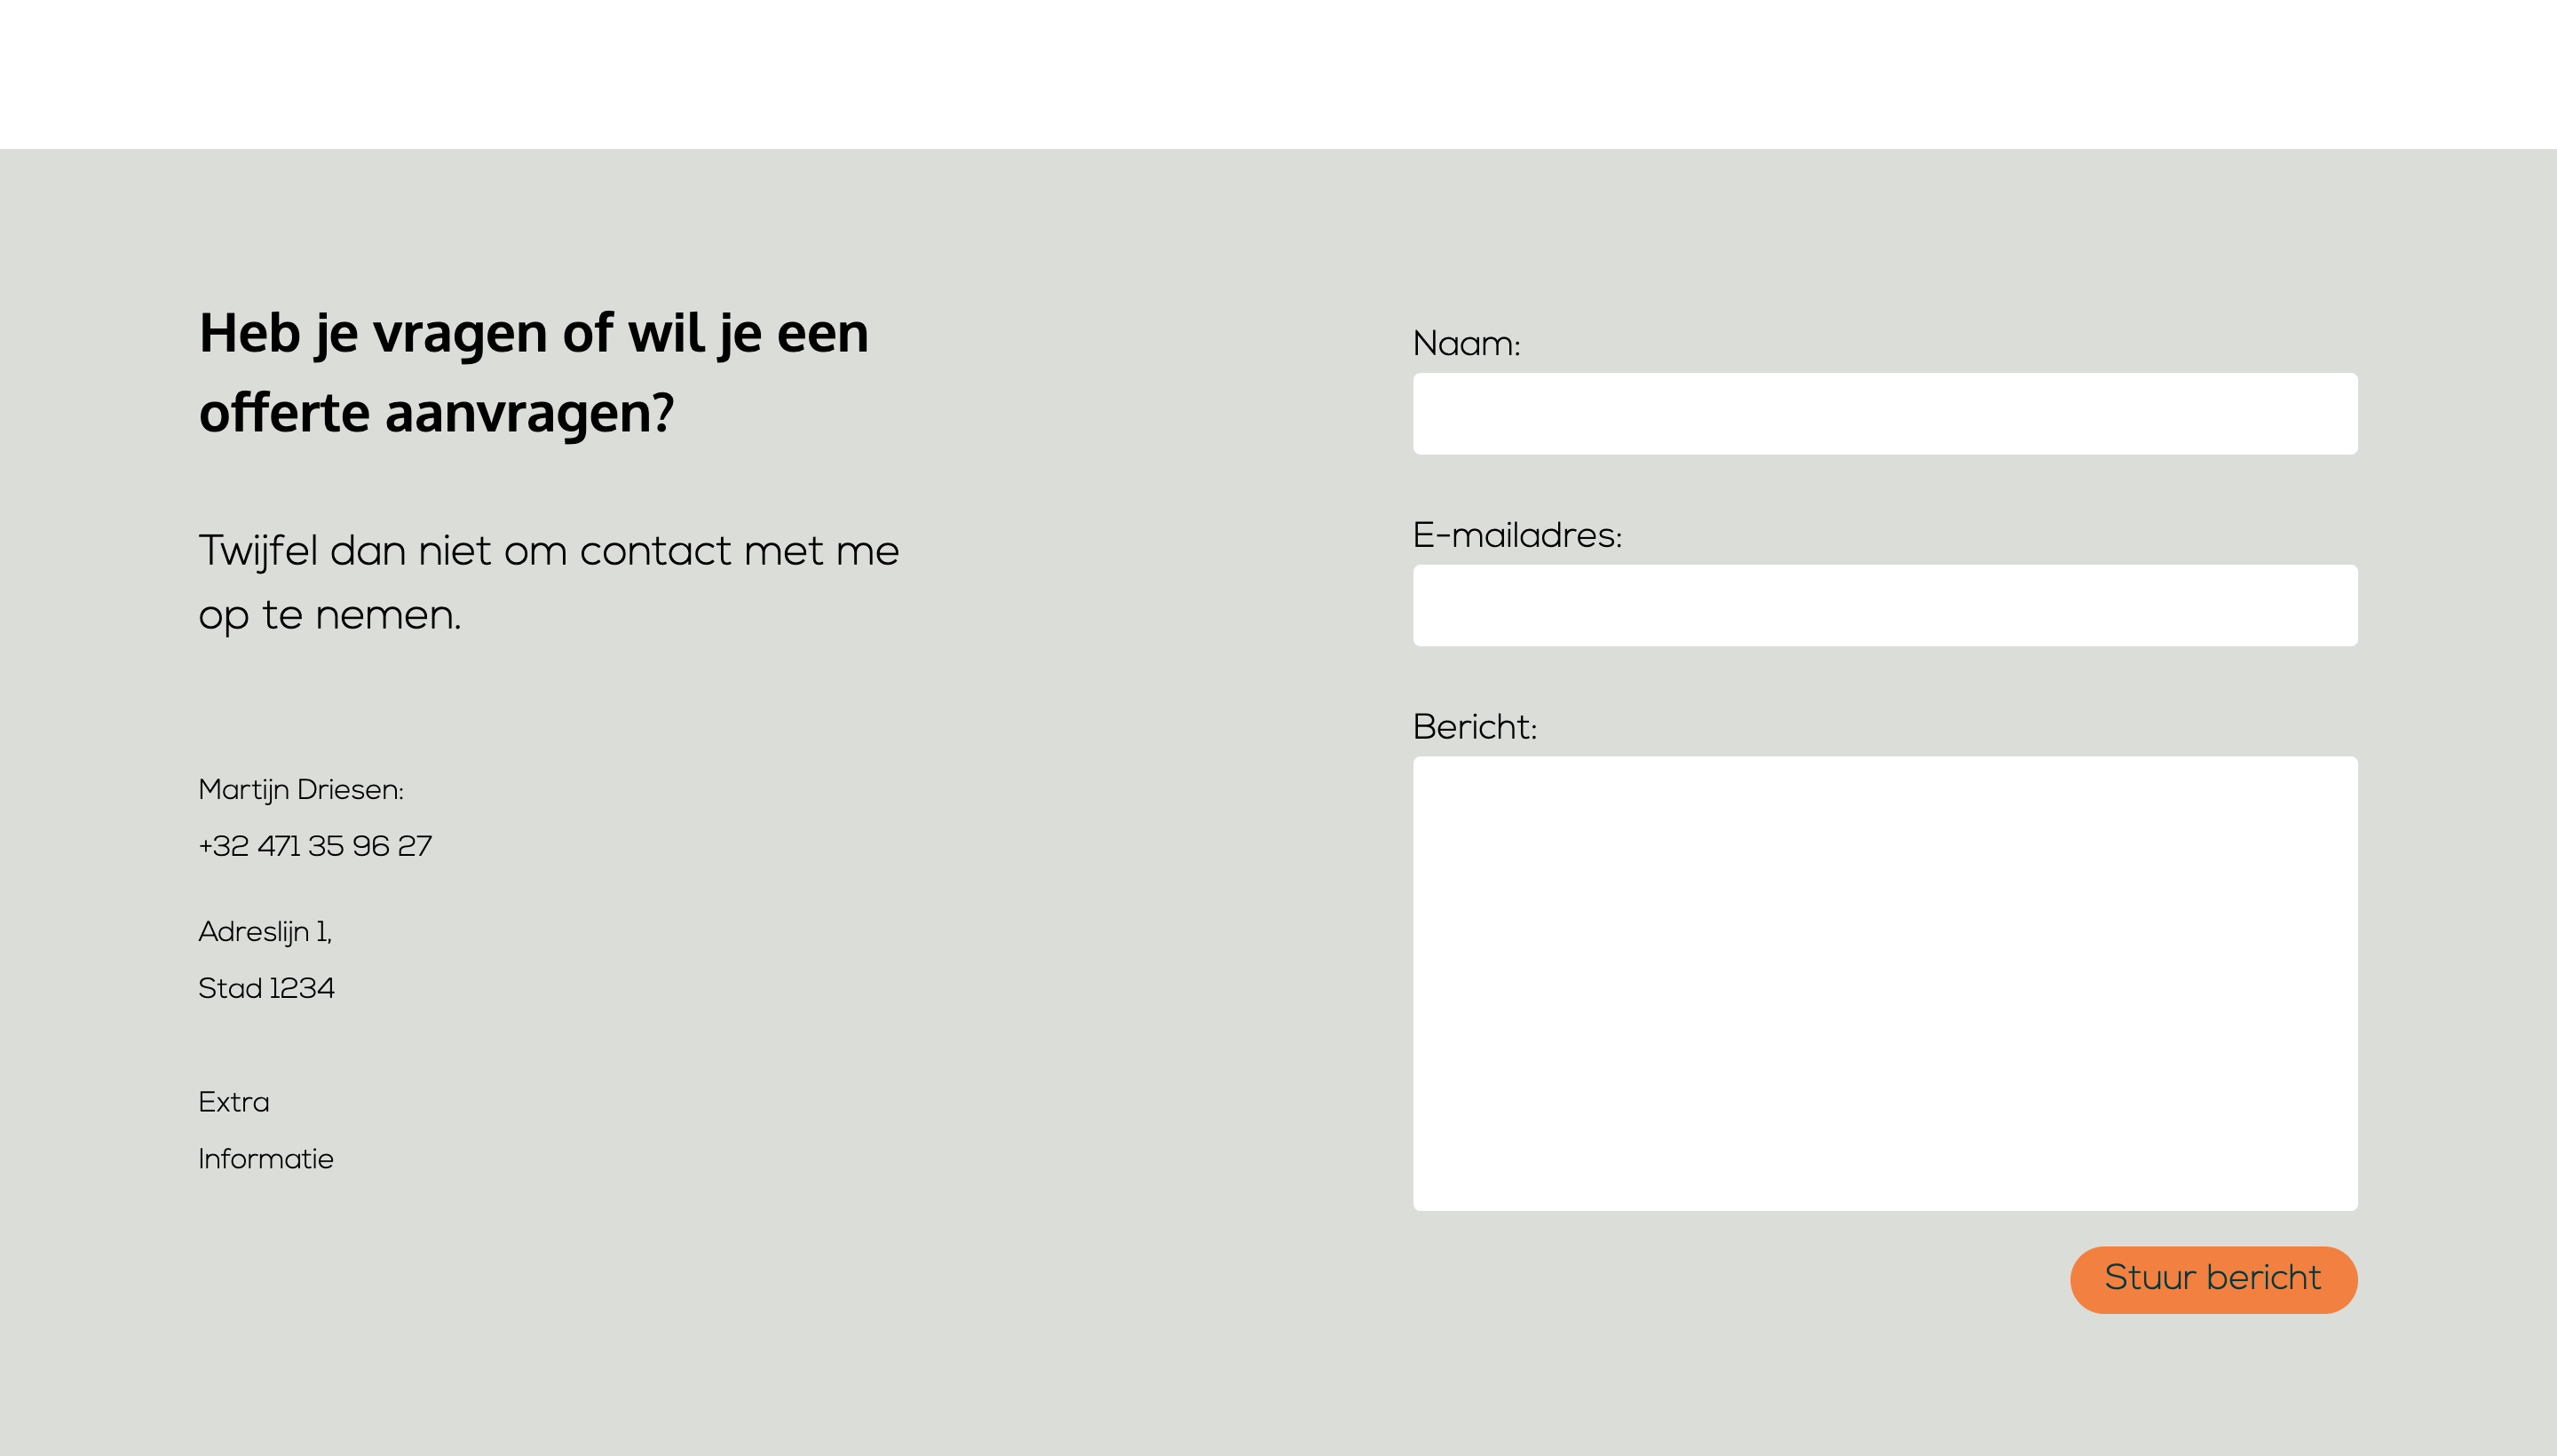 Heb je vragen of wil je een
offerte aanvragen?
Twijfel dan niet om contact met me
op te nemen.
Martijn Driesen:
+32 471 35 96 27
Adreslijn 1,
Stad 1234
Extra
Informatie
Naam:
E-mailadres:
Bericht:
Stuur bericht